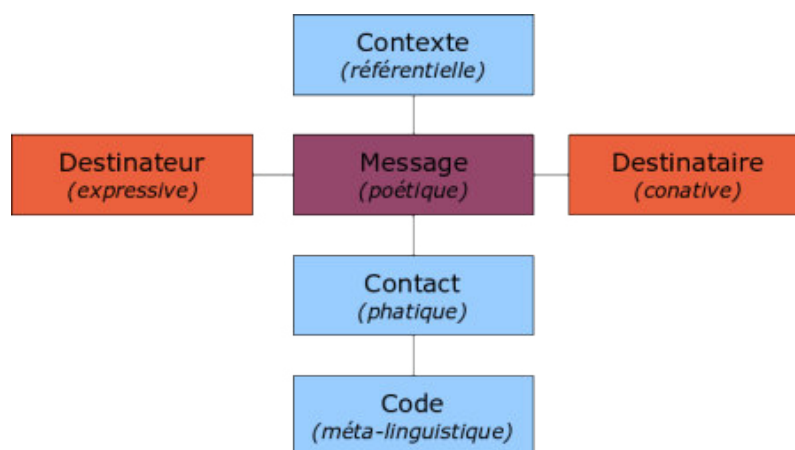 Contexte
(référentielle)
Destinateur
(expressive)
Message
(poétique)
Destinataire
(conative)
Contact
(phatique)
Code
(méta-linguistique)